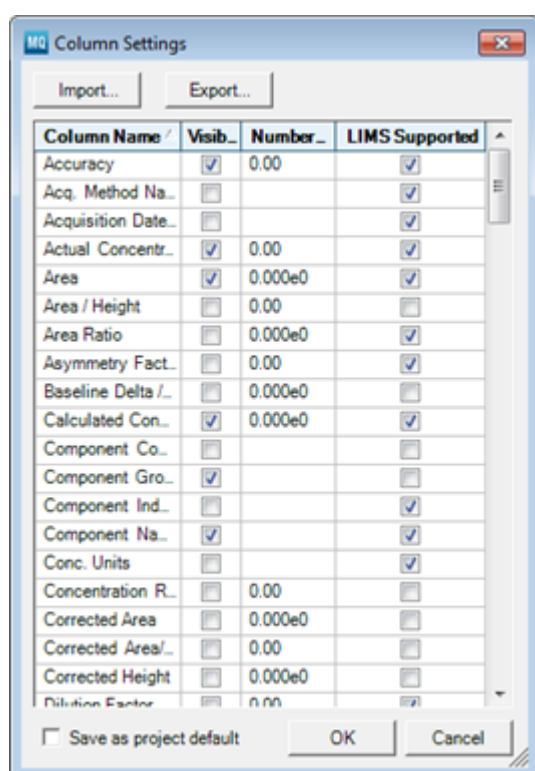 MQ Column Settings
Import... Export...
Column Name Visib... Number... LIMS Supported
Accuracy 0.00
Acq. Method Na...
Acquisition Date...
Actual Concentr... 0.00
Area 0.000e0
Area / Height 0.00
Area Ratio 0.000e0
Asymmetry Fact... 0.00
Baseline Delta /... 0.000e0
Calculated Con... 0.000e0
Component Co...
Component Gro...
Component Ind...
Component Na...
Conc. Units
Concentration R... 0.00
Corrected Area 0.000e0
Corrected Area/... 0.00
Corrected Height 0.000e0
Dilution Factor 0.00
Save as project default OK Cancel